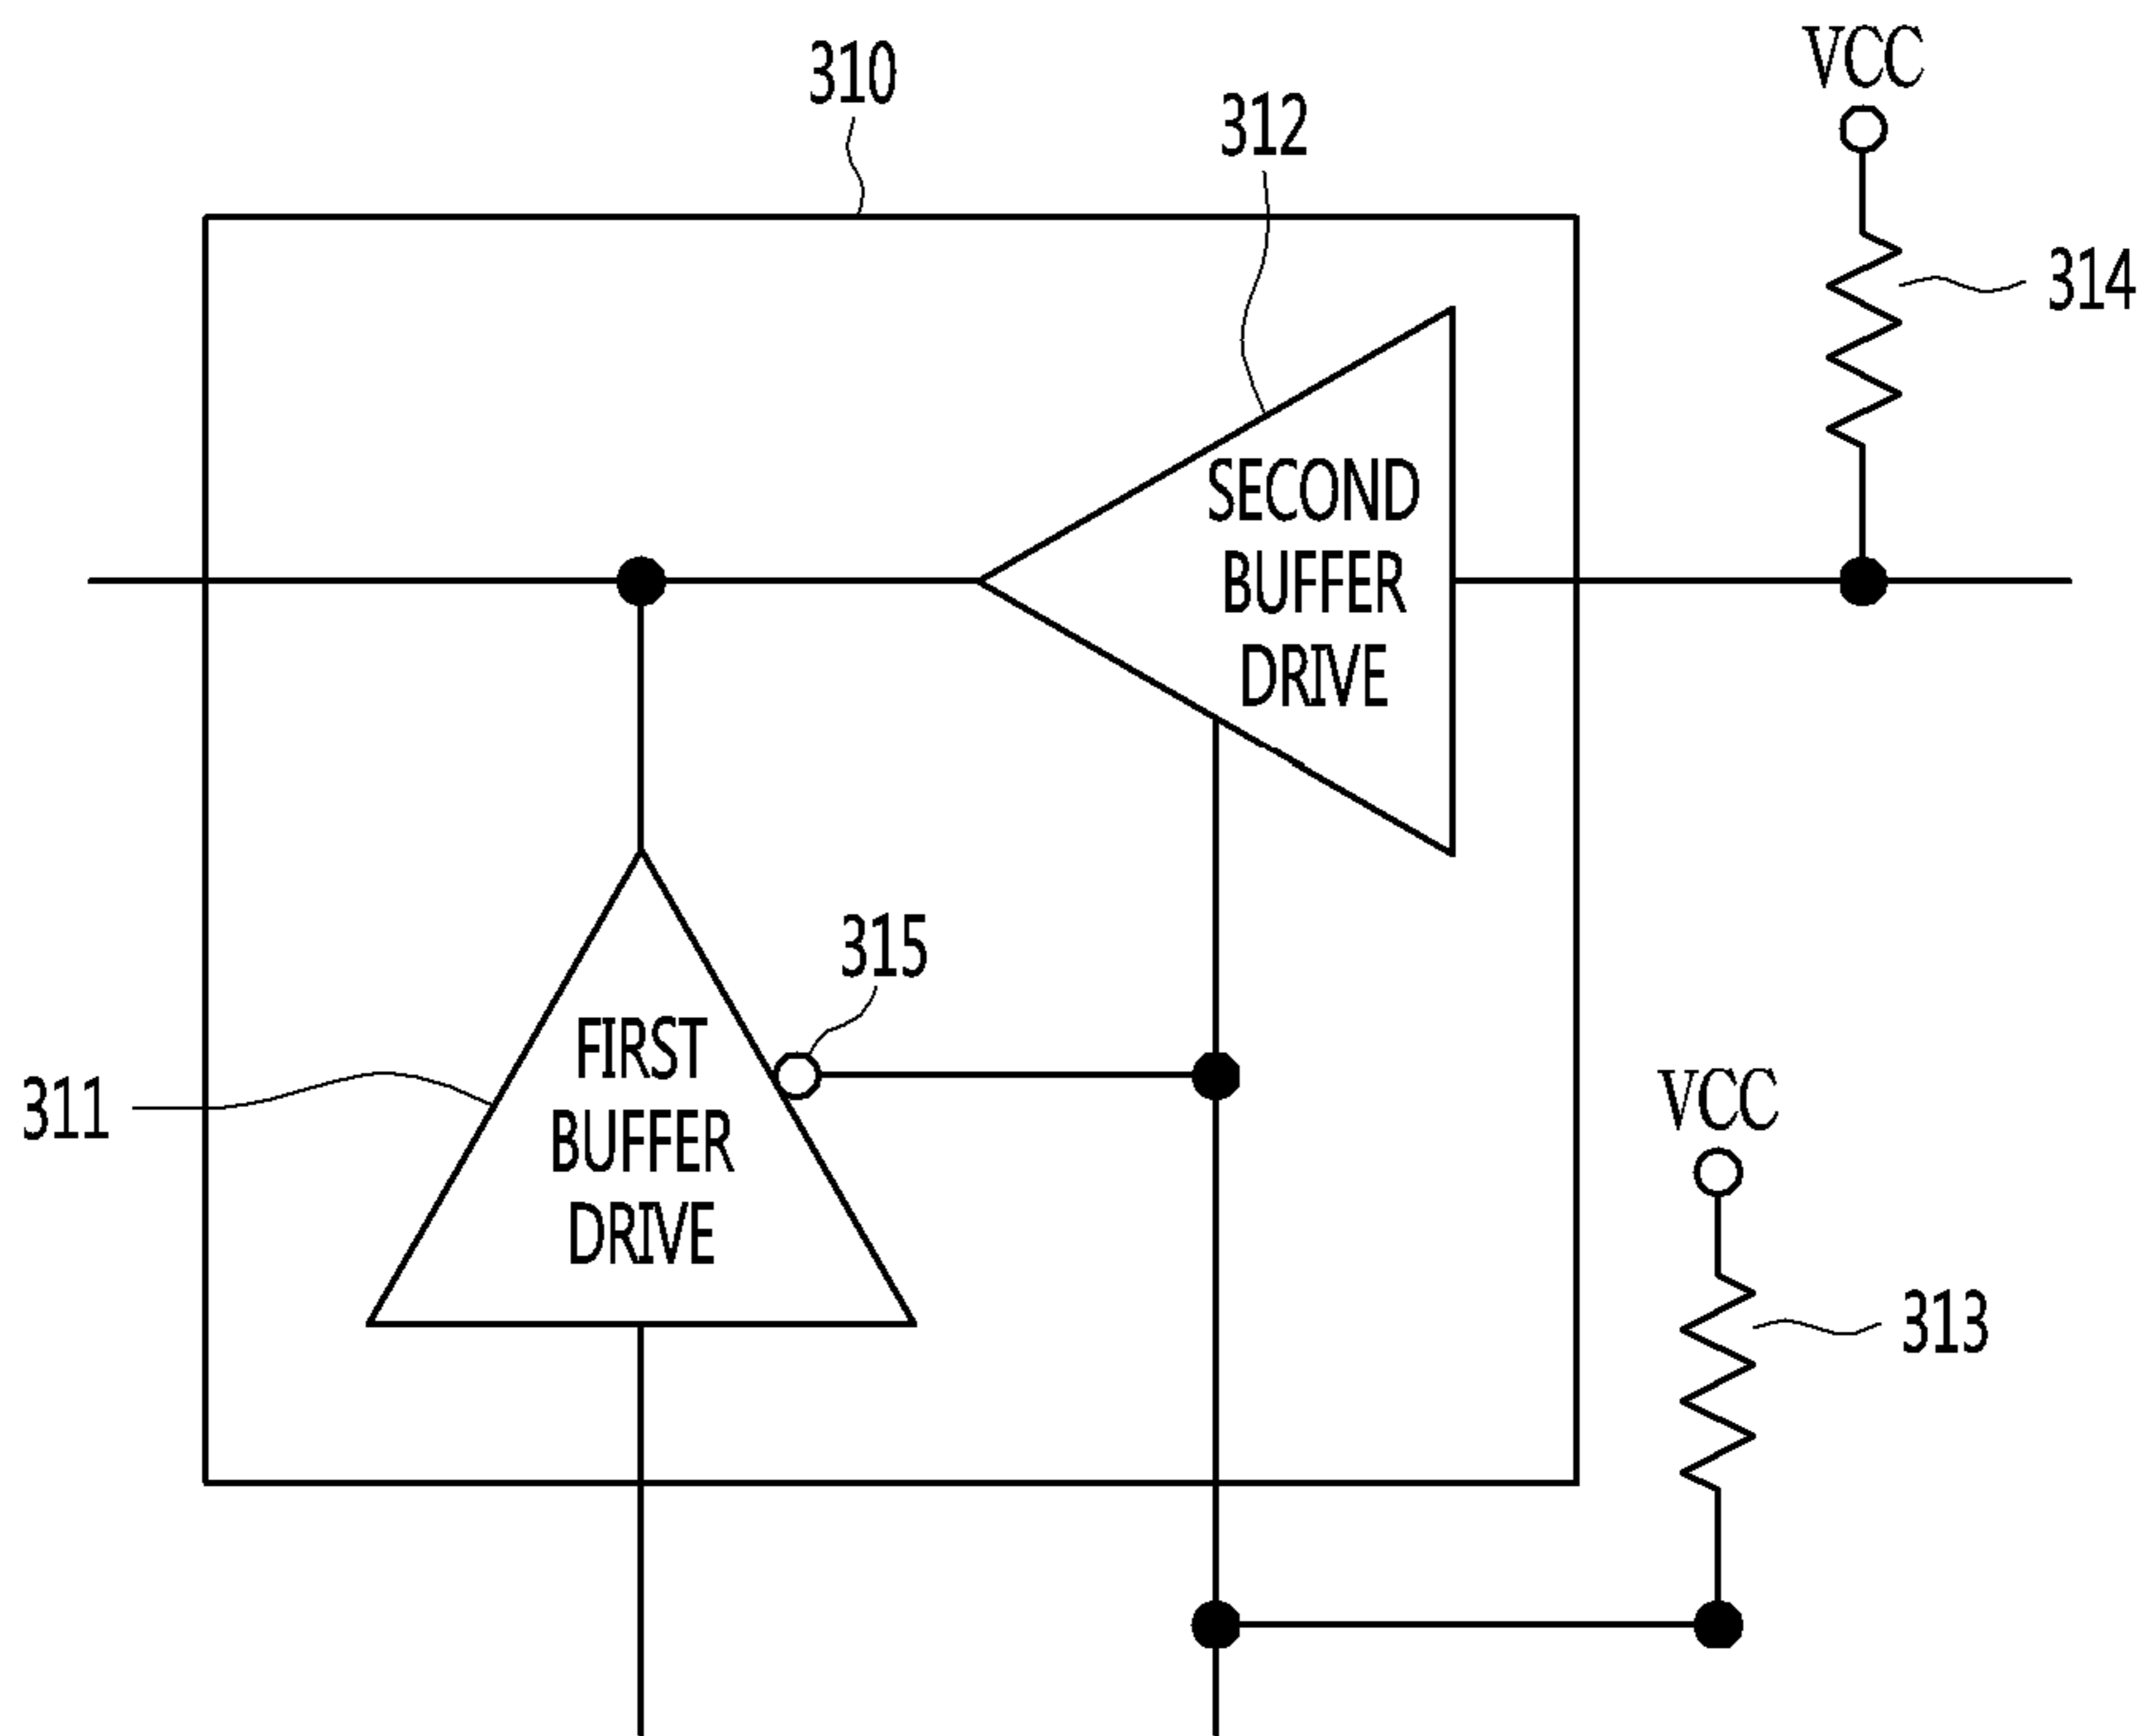 310
312
VCC
314
SECOND
BUFFER
DRIVE
315
FIRST
BUFFER
DRIVE
311
VCC
313